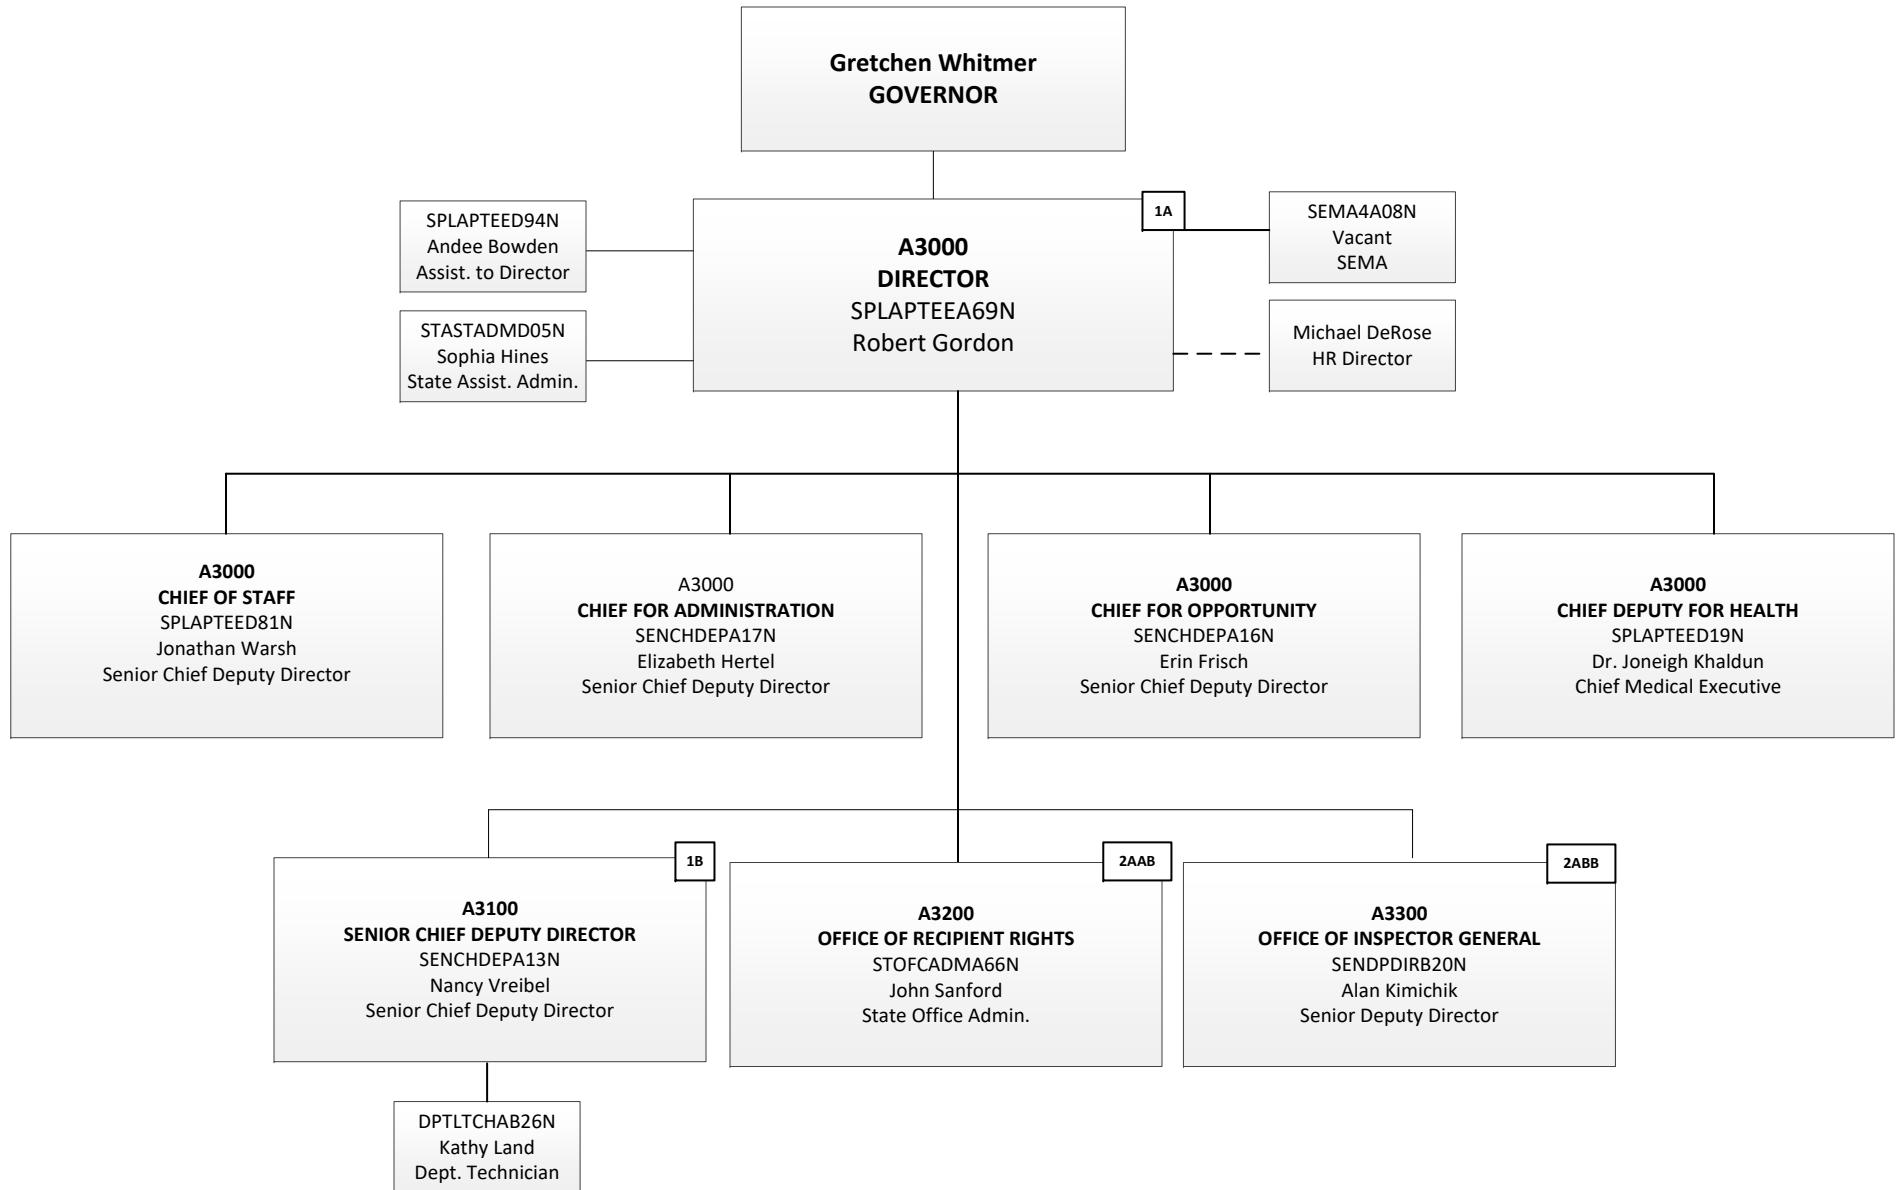 Gretchen Whitmer
GOVERNOR
SPLAPTEED94N
Andee Bowden
Assist. to Director
STASTADMD05N
Sophia Hines
State Assist. Admin.
1A
A3000
DIRECTOR
SPLAPTEEA69N
Robert Gordon
SEMA4A08N
Vacant
SEMA
Michael DeRose
HR Director
A3000
CHIEF OF STAFF
SPLAPTEED81N
Jonathan Warsh
Senior Chief Deputy Director
A3000
CHIEF FOR ADMINISTRATION
SENCHDEPA17N
Elizabeth Hertel
Senior Chief Deputy Director
A3000
CHIEF FOR OPPORTUNITY
SENCHDEPA16N
Erin Frisch
Senior Chief Deputy Director
A3000
CHIEF DEPUTY FOR HEALTH
SPLAPTEED19N
Dr. Joneigh Khaldun
Chief Medical Executive
1B
A3100
SENIOR CHIEF DEPUTY DIRECTOR
SENCHDEPA13N
Nancy Vreibel
Senior Chief Deputy Director
2AAB
A3200
OFFICE OF RECIPIENT RIGHTS
STOFCADMA66N
John Sanford
State Office Admin.
2ABB
A3300
OFFICE OF INSPECTOR GENERAL
SENDPDIRB20N
Alan Kimichik
Senior Deputy Director
DPTLTCHAB26N
Kathy Land
Dept. Technician